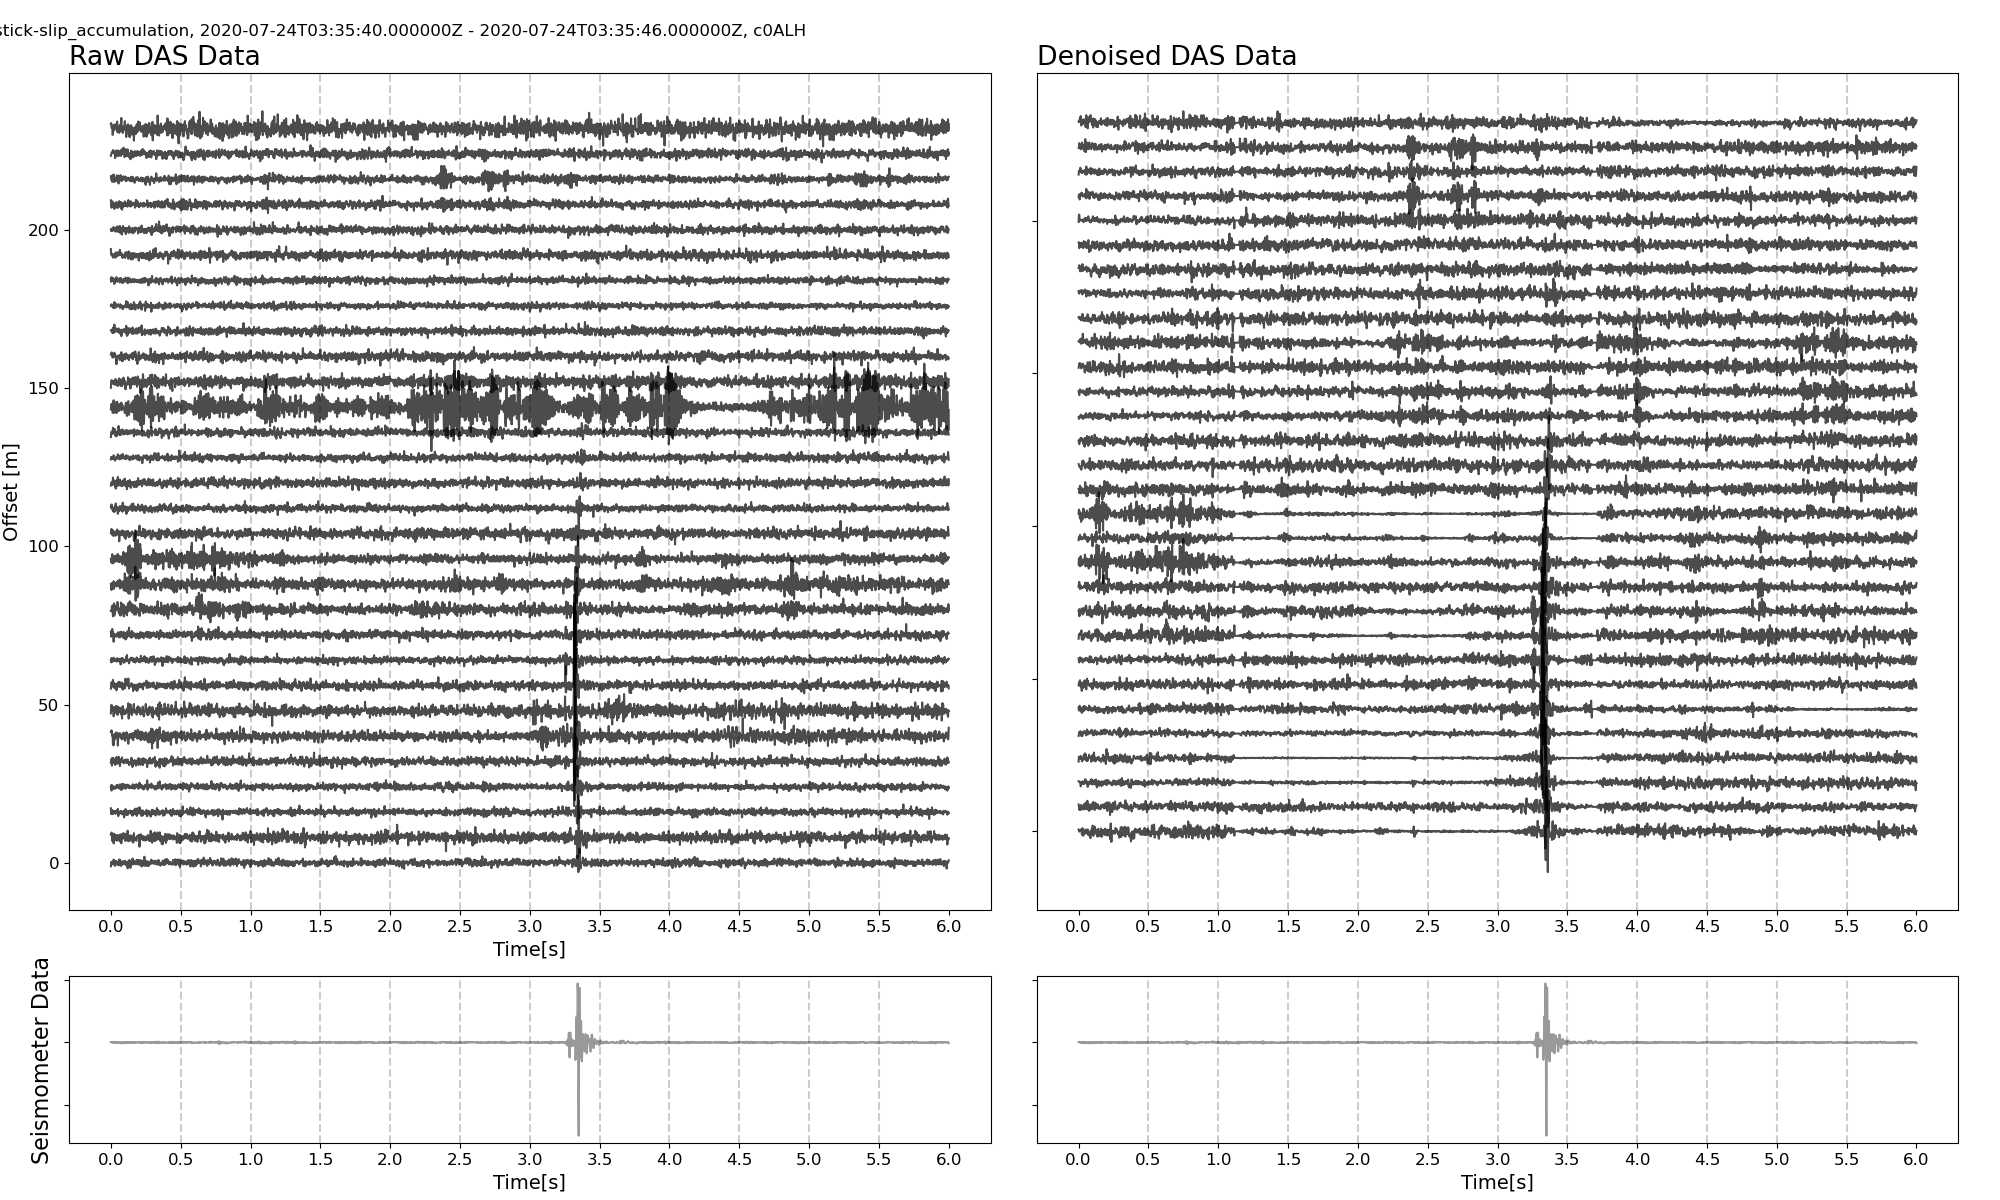 stick-slip_accumulation, 2020-07-24T03:35:40.000000Z - 2020-07-24T03:35:46.000000Z, c0ALH
Raw DAS Data
Denoised DAS Data
Offset [m]
200
150
100
50
0
0.0 0.5 1.0 1.5 2.0 2.5 3.0 3.5 4.0 4.5 5.0 5.5 6.0
Time[s]
0.0 0.5 1.0 1.5 2.0 2.5 3.0 3.5 4.0 4.5 5.0 5.5 6.0
Seismometer Data
0.0 0.5 1.0 1.5 2.0 2.5 3.0 3.5 4.0 4.5 5.0 5.5 6.0
Time[s]
0.0 0.5 1.0 1.5 2.0 2.5 3.0 3.5 4.0 4.5 5.0 5.5 6.0
Time[s]